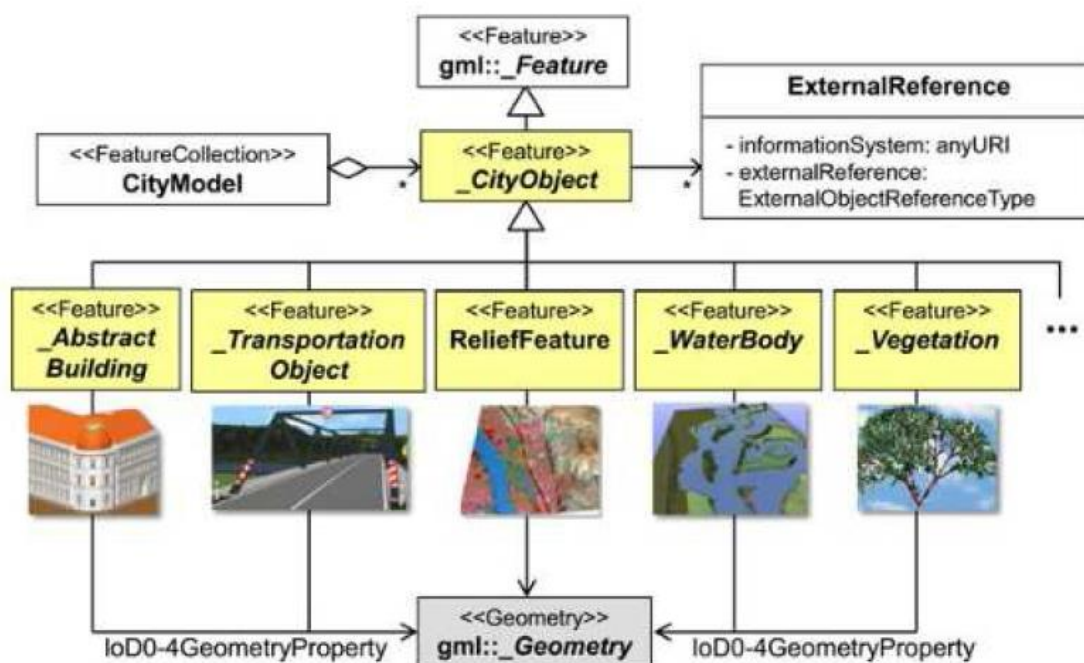 <<Feature>>
gml::_Feature
<<FeatureCollection>>
CityModel
*
<<Feature>>
_CityObject
*
ExternalReference
- informationSystem: anyURI
- externalReference:
ExternalObjectReferenceType
<<Feature>>
_Abstract
Building
<<Feature>>
_Transportation
Object
<<Feature>>
ReliefFeature
<<Feature>>
_WaterBody
<<Feature>>
_Vegetation
...
<<Geometry>>
gml::_Geometry
loD0-4GeometryProperty
loD0-4GeometryProperty